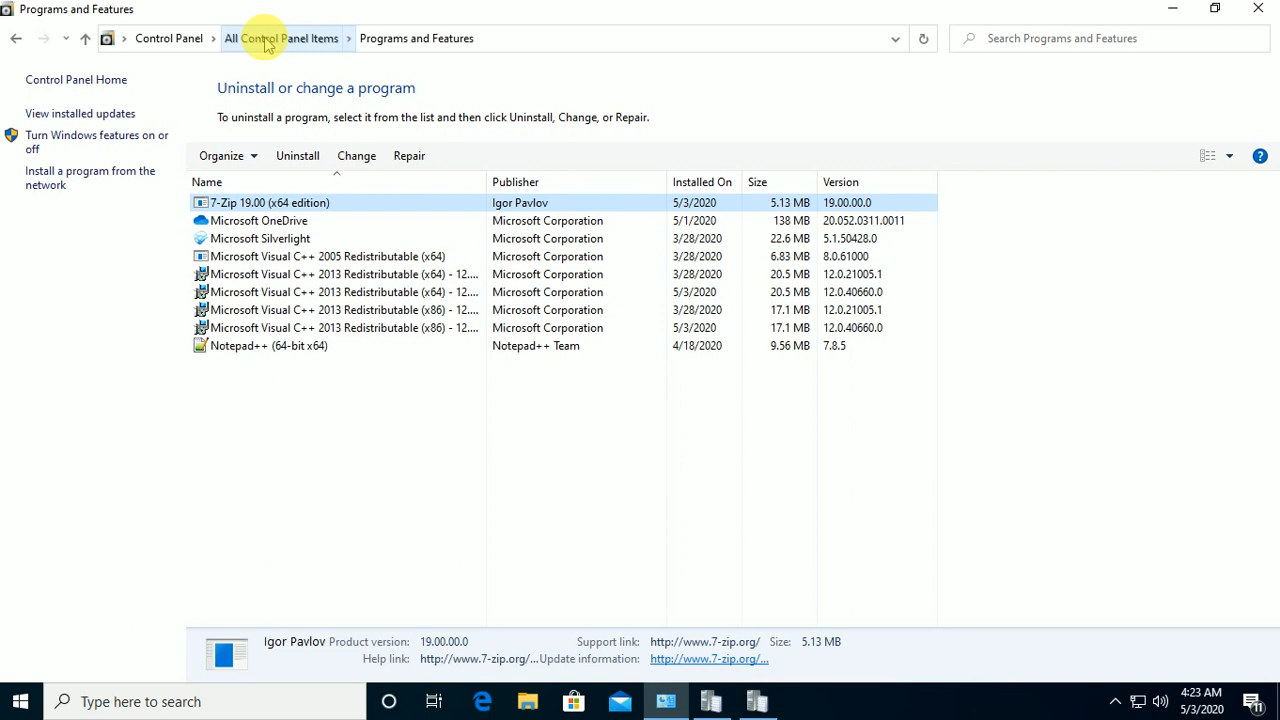 Programs and Features
Control Panel All Control Panel Items Programs and Features
Search Programs and Features
Control Panel Home
View installed updates
Turn Windows features on or
off
Install a program from the
network
Uninstall or change a program
To uninstall a program, select it from the list and then click Uninstall, Change, or Repair.
Organize Uninstall Change Repair
Name Publisher Installed On Size Version
7-Zip 19.00 (x64 edition) Igor Pavlov 5/3/2020 5.13 MB 19.00.00.0
Microsoft OneDrive Microsoft Corporation 5/1/2020 138 MB 20.052.0311.0011
Microsoft Silverlight Microsoft Corporation 3/28/2020 22.6 MB 5.1.50428.0
Microsoft Visual C++ 2005 Redistributable (x64) Microsoft Corporation 3/28/2020 6.83 MB 8.0.61000
Microsoft Visual C++ 2013 Redistributable (x64) - 12.... Microsoft Corporation 3/28/2020 20.5 MB 12.0.21005.1
Microsoft Visual C++ 2013 Redistributable (x64) - 12.... Microsoft Corporation 5/3/2020 20.5 MB 12.0.40660.0
Microsoft Visual C++ 2013 Redistributable (x86) - 12.... Microsoft Corporation 3/28/2020 17.1 MB 12.0.21005.1
Microsoft Visual C++ 2013 Redistributable (x86) - 12.... Microsoft Corporation 5/3/2020 17.1 MB 12.0.40660.0
Notepad++ (64-bit x64) Notepad++ Team 4/18/2020 9.56 MB 7.8.5
Igor Pavlov Product version: 19.00.00.0 Support link: http://www.7-zip.org/ Size: 5.13 MB
Help link: http://www.7-zip.org/... Update information: http://www.7-zip.org/...
Type here to search
4:23 AM
5/3/2020
11